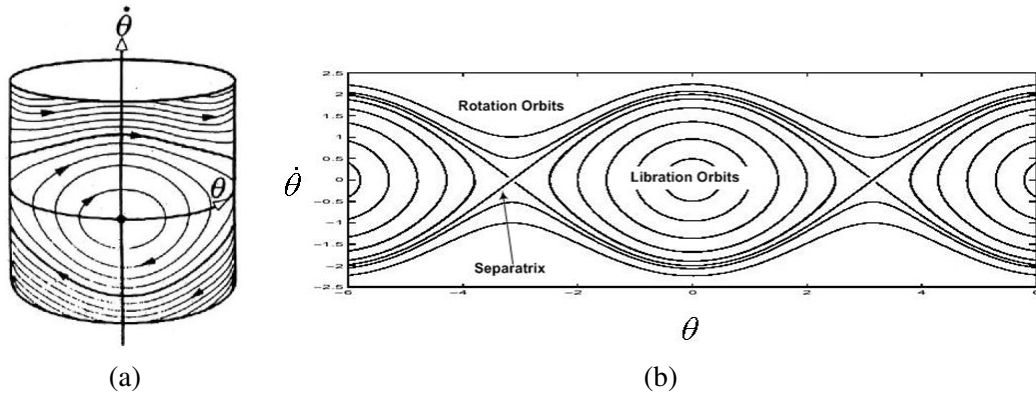 θ̇
θ
(a)
2.5
2
1.5
1
0.5
0
−0.5
−1
−1.5
−2
−2.5
θ̇
Rotation Orbits
Libration Orbits
Separatrix
−6 −4 −2 0 2 4 6
θ
(b)